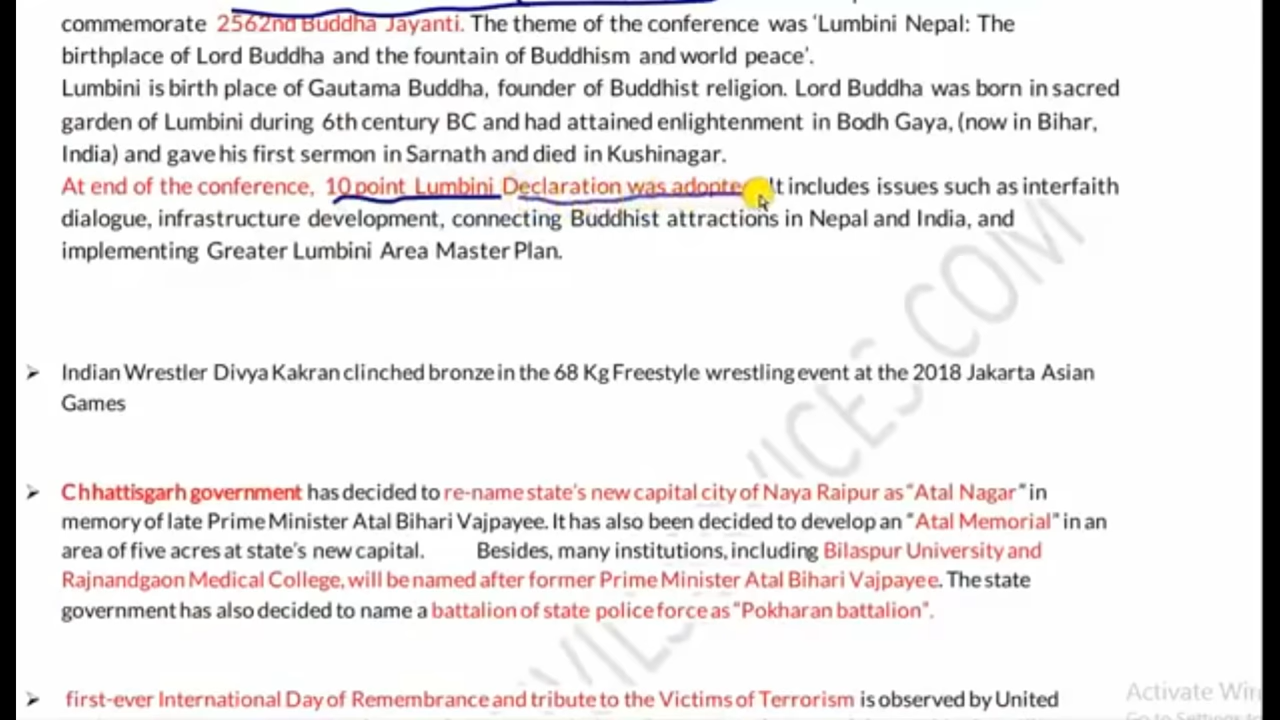 commemorate 2562nd Buddha Jayanti. The theme of the conference was ‘Lumbini Nepal: The
birthplace of Lord Buddha and the fountain of Buddhism and world peace’.
Lumbini is birth place of Gautama Buddha, founder of Buddhist religion. Lord Buddha was born in sacred
garden of Lumbini during 6th century BC and had attained enlightenment in Bodh Gaya, (now in Bihar,
India) and gave his first sermon in Sarnath and died in Kushinagar.
At end of the conference, 10 point Lumbini Declaration was adopte It includes issues such as interfaith
dialogue, infrastructure development, connecting Buddhist attractions in Nepal and India, and
implementing Greater Lumbini Area Master Plan.
➢ Indian Wrestler Divya Kakran clinched bronze in the 68 Kg Freestyle wrestling event at the 2018 Jakarta Asian
Games
➢ Chhattisgarh government has decided to re-name state’s new capital city of Naya Raipur as “Atal Nagar” in
memory of late Prime Minister Atal Bihari Vajpayee. It has also been decided to develop an “Atal Memorial” in an
area of five acres at state’s new capital. Besides, many institutions, including Bilaspur University and
Rajnandgaon Medical College, will be named after former Prime Minister Atal Bihari Vajpayee. The state
government has also decided to name a battalion of state police force as “Pokharan battalion”.
➢ first-ever International Day of Remembrance and tribute to the Victims of Terrorism is observed by United
Activate Win